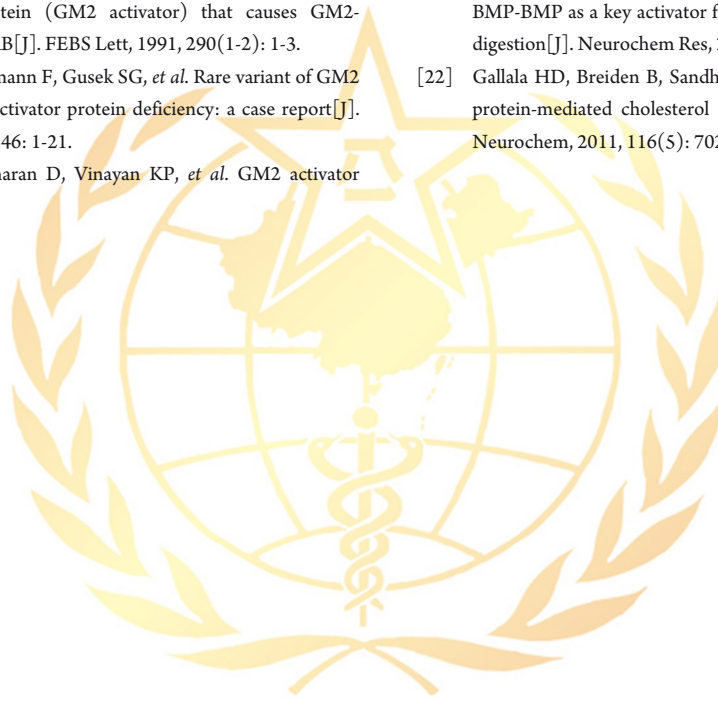 tein (GM2 activator) that causes GM2-
B[J]. FEBS Lett, 1991, 290(1-2): 1-3.
mann F, Gusek SG, et al. Rare variant of GM2
ctivator protein deficiency: a case report[J].
46: 1-21.
aran D, Vinayan KP, et al. GM2 activator
BMP-BMP as a key activator f
digestion[J]. Neurochem Res,
[22] Gallala HD, Breiden B, Sandh
protein-mediated cholesterol
Neurochem, 2011, 116(5): 702
八一